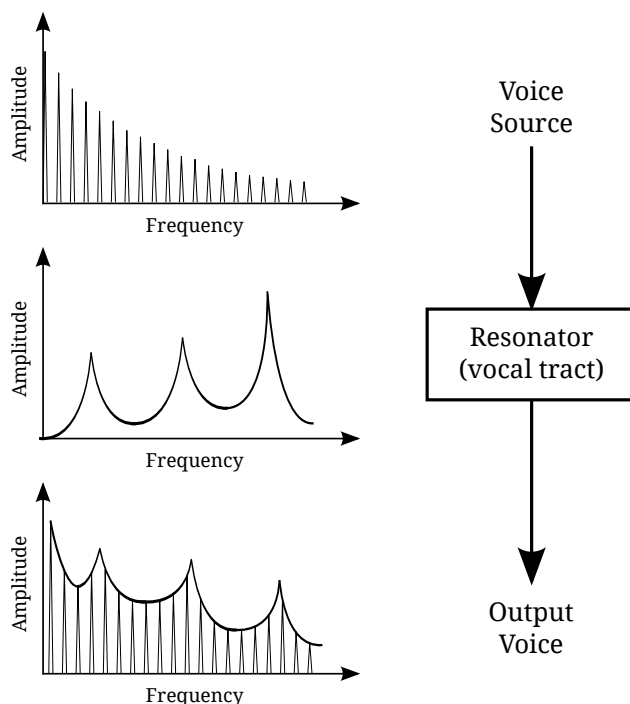 Amplitude
Frequency
Amplitude
Frequency
Amplitude
Frequency
Voice
Source
Resonator
(vocal tract)
Output
Voice